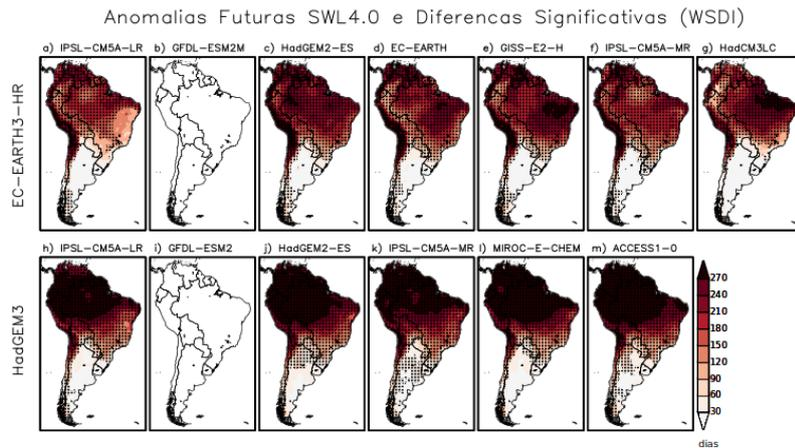 Anomalias Futuras SWL4.0 e Diferencas Significativas (WSDI)
a) IPSL-CM5A-LR b) GFDL-ESM2M c) HadGEM2-ES d) EC-EARTH e) GISS-E2-H f) IPSL-CM5A-MR g) HadCM3LC
EC-EARTH3-HR
h) IPSL-CM5A-LR i) GFDL-ESM2 j) HadGEM2-ES k) IPSL-CM5A-MR l) MIROC-E-CHEM m) ACCESS1-0
HadGEM3
270
240
210
180
150
120
90
60
30
dias